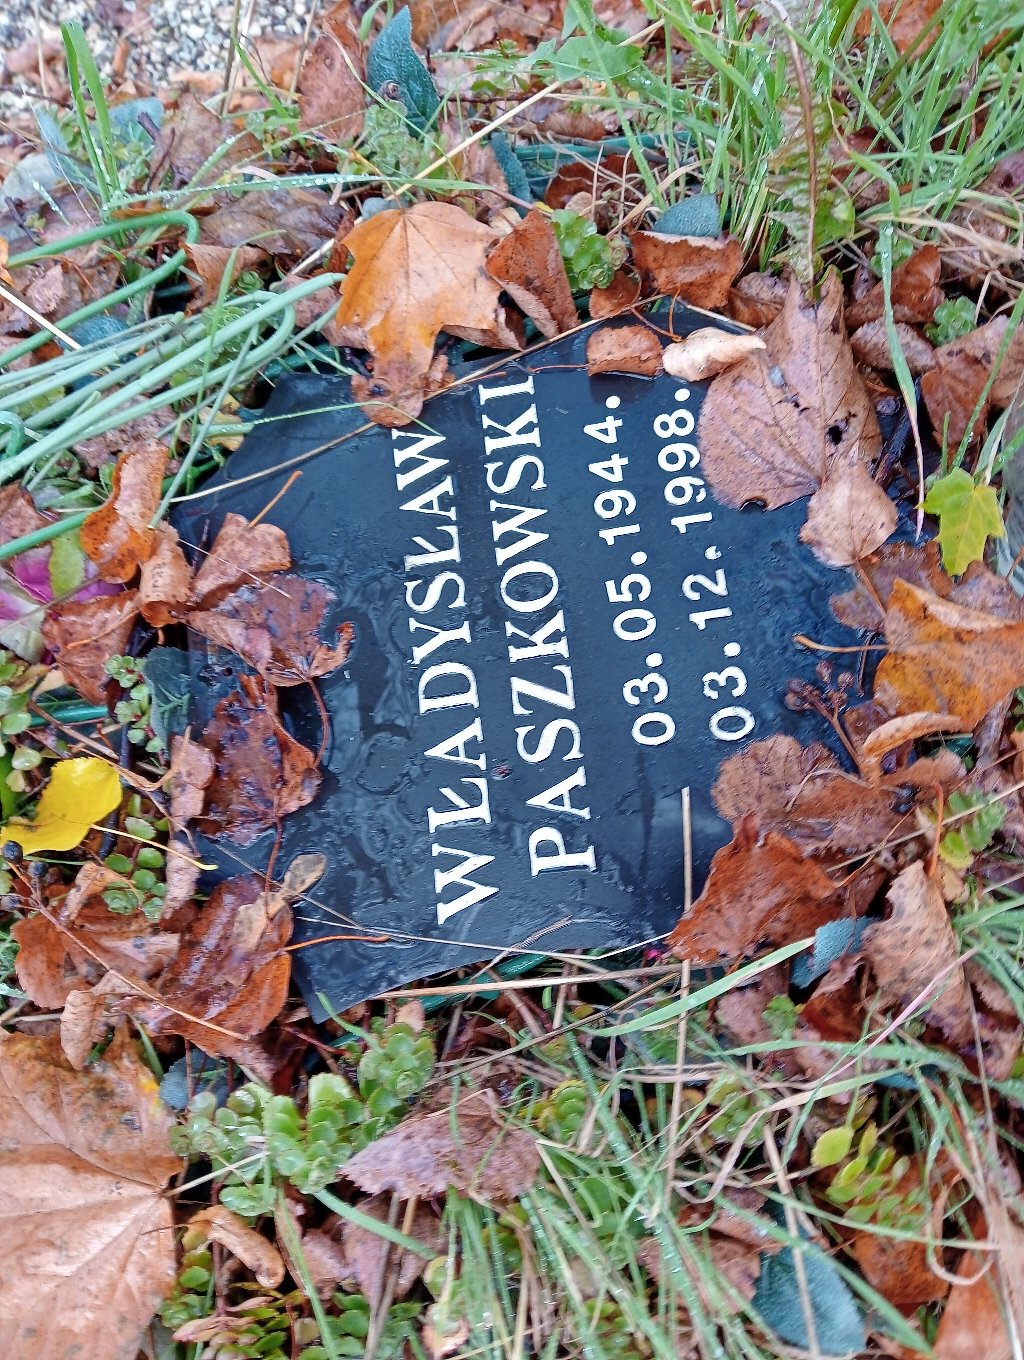 WŁADYSŁAW
PASZKOWSKI
03.05.1944.
03.12.1998.